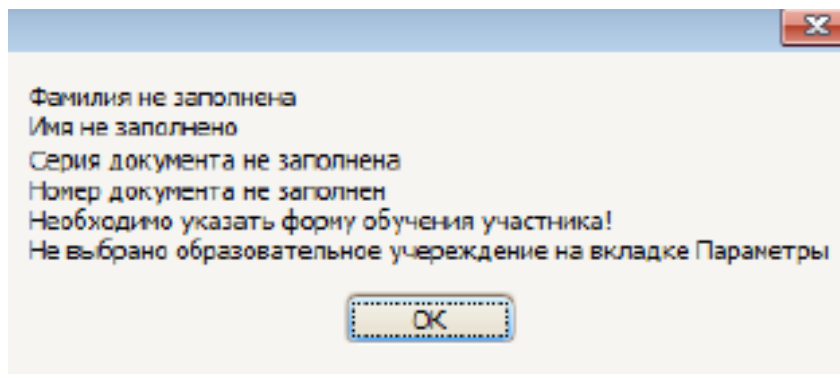 Фамилия не заполнена
Имя не заполнено
Серия документа не заполнена
Номер документа не заполнен
Необходимо указать форму обучения участника!
Не выбрано образовательное учереждение на вкладке Параметры
OK